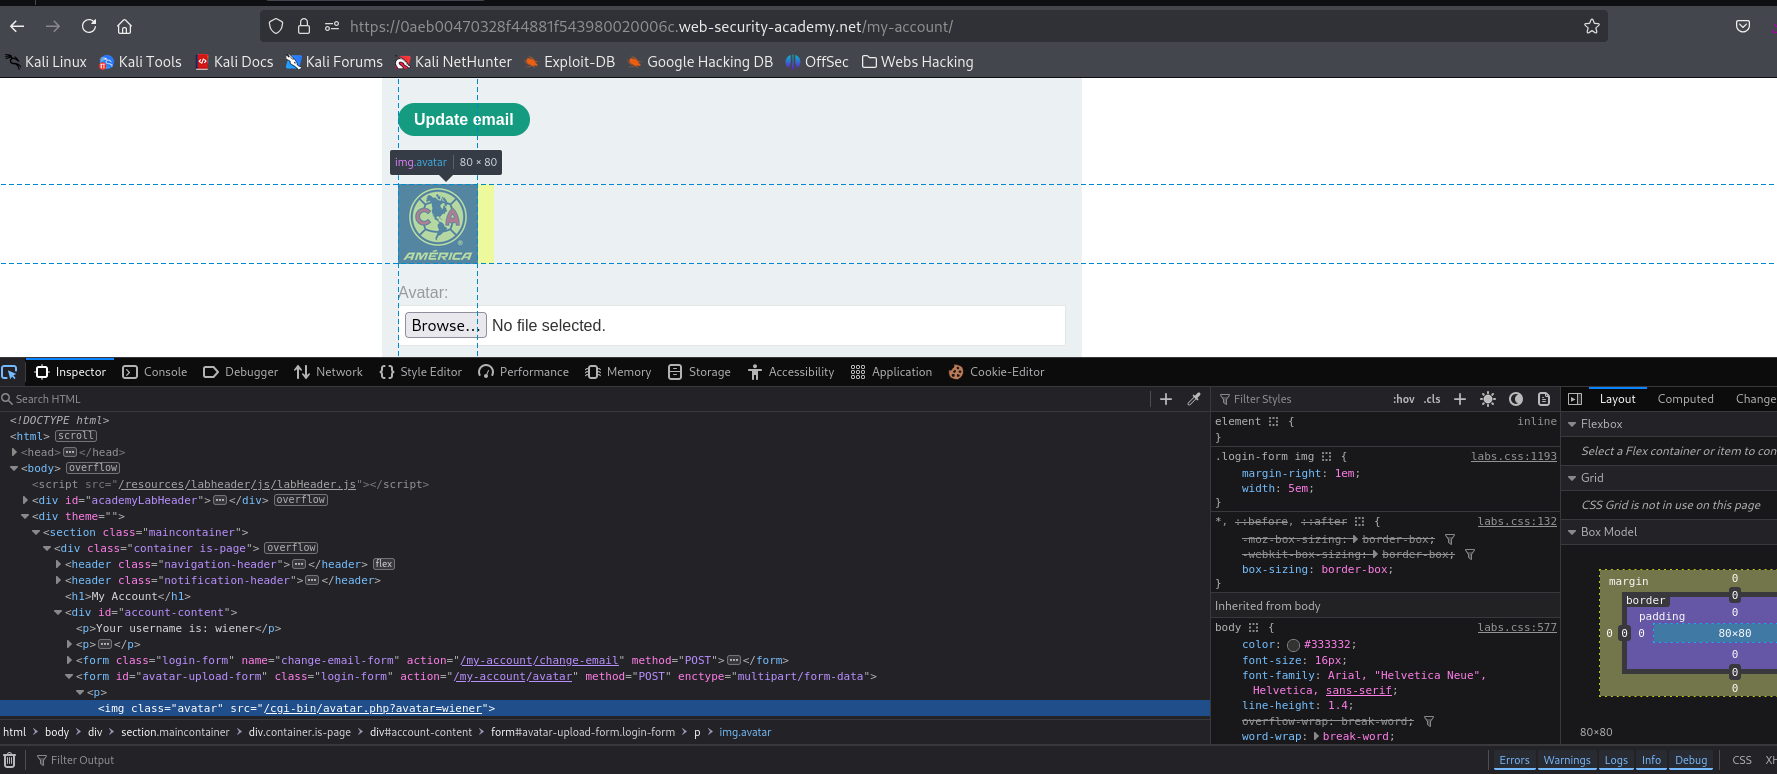 https://0aeb00470328f44881f543980020006c.web-security-academy.net/my-account/
Kali Linux Kali Tools Kali Docs Kali Forums Kali NetHunter Exploit-DB Google Hacking DB OffSec Webs Hacking
Update email
img.avatar 80 × 80
CA
AMÉRICA
Avatar:
Browse... No file selected.
Inspector Console Debugger Network Style Editor Performance Memory Storage Accessibility Application Cookie-Editor
Search HTML
<!DOCTYPE html>
<html> scroll
<head> </head>
<body> overflow
<script src="/resources/labheader/js/labHeader.js"></script>
<div id="academyLabHeader"> </div> overflow
<div theme="">
<section class="maincontainer">
<div class="container is-page"> overflow
<header class="navigation-header"> </header> flex
<header class="notification-header"> </header>
<h1>My Account</h1>
<div id="account-content">
<p>Your username is: wiener</p>
<p> </p>
<form class="login-form" name="change-email-form" action="/my-account/change-email" method="POST"> </form>
<form id="avatar-upload-form" class="login-form" action="/my-account/avatar" method="POST" enctype="multipart/form-data">
<p>
<img class="avatar" src="/cgi-bin/avatar.php?avatar=wiener">
html > body > div > section.maincontainer > div.container.is-page > div#account-content > form#avatar-upload-form.login-form > p > img.avatar
Filter Styles :hov .cls
element { inline
}
.login-form img { labs.css:1193
margin-right: 1em;
width: 5em;
}
*, ::before, ::after { labs.css:132
-moz-box-sizing: border-box;
-webkit-box-sizing: border-box;
box-sizing: border-box;
}
Inherited from body
body { labs.css:577
color: #333332;
font-size: 16px;
font-family: Arial, "Helvetica Neue",
Helvetica, sans-serif;
line-height: 1.4;
overflow-wrap: break-word;
word-wrap: break-word;
Layout Computed Change
Flexbox
Select a Flex container or item to con
Grid
CSS Grid is not in use on this page
Box Model
margin 0
border 0
padding 0
0 0 0 80×80
0
0
0
80×80
Filter Output
Errors Warnings Logs Info Debug CSS XH